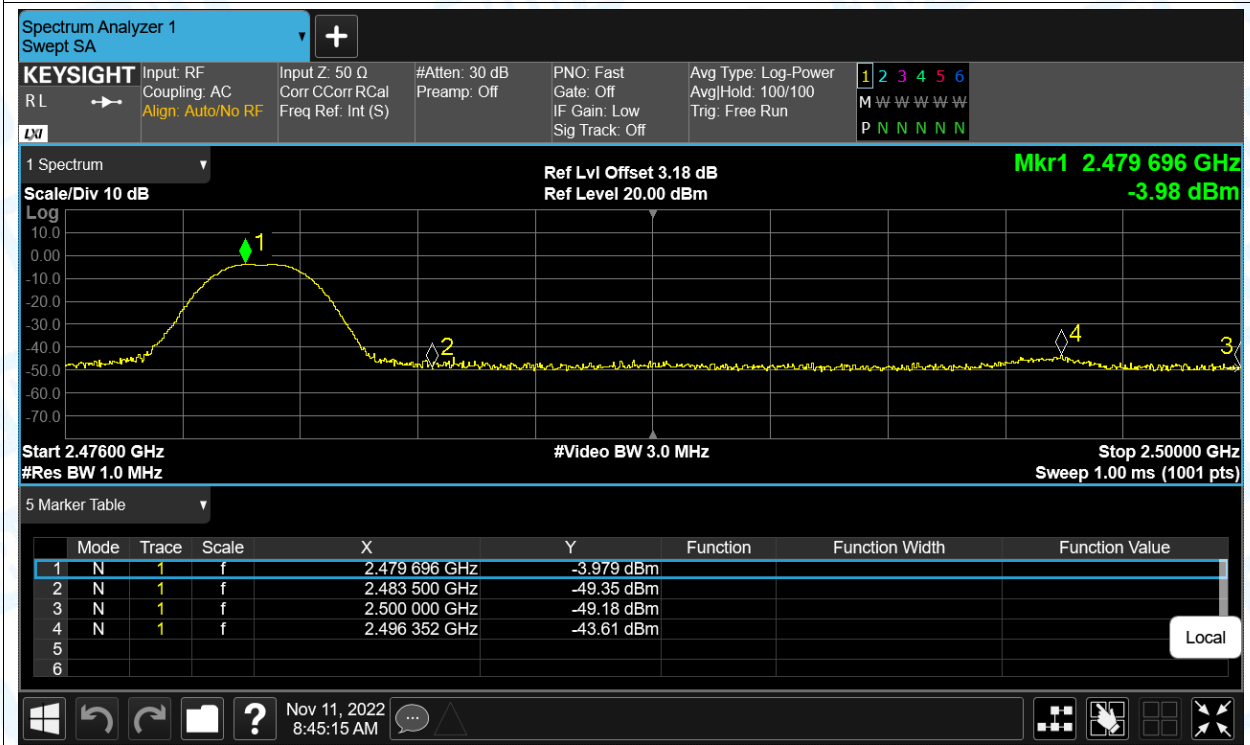 Spectrum Analyzer 1
Swept SA
KEYSIGHT
R L
LXI
Input: RF
Coupling: AC
Align: Auto/No RF
Input Z: 50 Ω
Corr CCorr RCal
Freq Ref: Int (S)
#Atten: 30 dB
Preamp: Off
PNO: Fast
Gate: Off
IF Gain: Low
Sig Track: Off
Avg Type: Log-Power
Avg|Hold: 100/100
Trig: Free Run
1 2 3 4 5 6
M W W W W W
P N N N N N
1 Spectrum
Scale/Div 10 dB
Ref Lvl Offset 3.18 dB
Ref Level 20.00 dBm
Mkr1 2.479 696 GHz
-3.98 dBm
Log
10.0
0.00
-10.0
-20.0
-30.0
-40.0
-50.0
-60.0
-70.0
1
2
4
3
Start 2.47600 GHz
#Video BW 3.0 MHz
Stop 2.50000 GHz
#Res BW 1.0 MHz
Sweep 1.00 ms (1001 pts)
5 Marker Table
Mode Trace Scale X Y Function Function Width Function Value
1 N 1 f 2.479 696 GHz -3.979 dBm
2 N 1 f 2.483 500 GHz -49.35 dBm
3 N 1 f 2.500 000 GHz -49.18 dBm
4 N 1 f 2.496 352 GHz -43.61 dBm
5
6
Local
?
Nov 11, 2022
8:45:15 AM